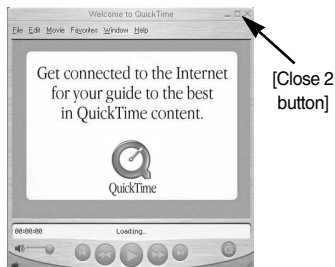 Welcome to QuickTime
File Edit Movie Favorites Window Help
Get connected to the Internet
for your guide to the best
in QuickTime content.
QuickTime
00:00:00 Loading...
[Close 2
button]